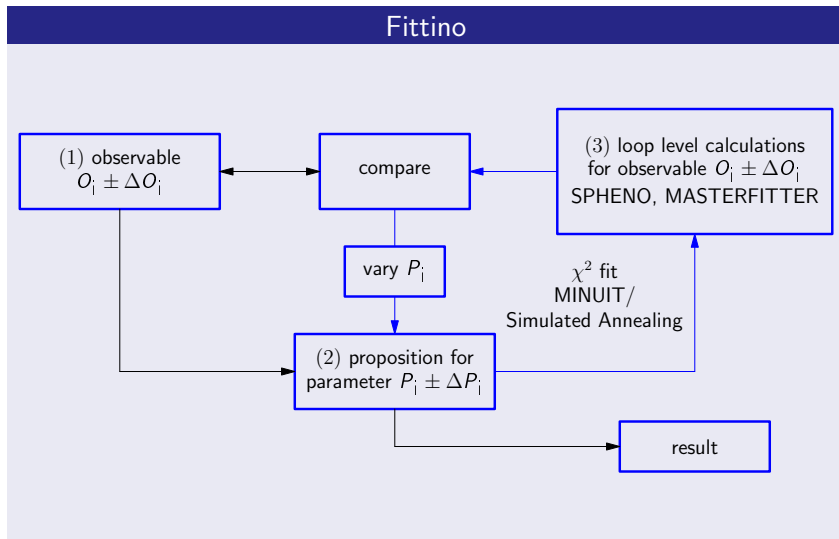 Fittino
(1) observable
O_i ± ΔO_i
compare
(3) loop level calculations
for observable O_i ± ΔO_i
SPHENO, MASTERFITTER
vary P_i
χ² fit
MINUIT/
Simulated Annealing
(2) proposition for
parameter P_i ± ΔP_i
result